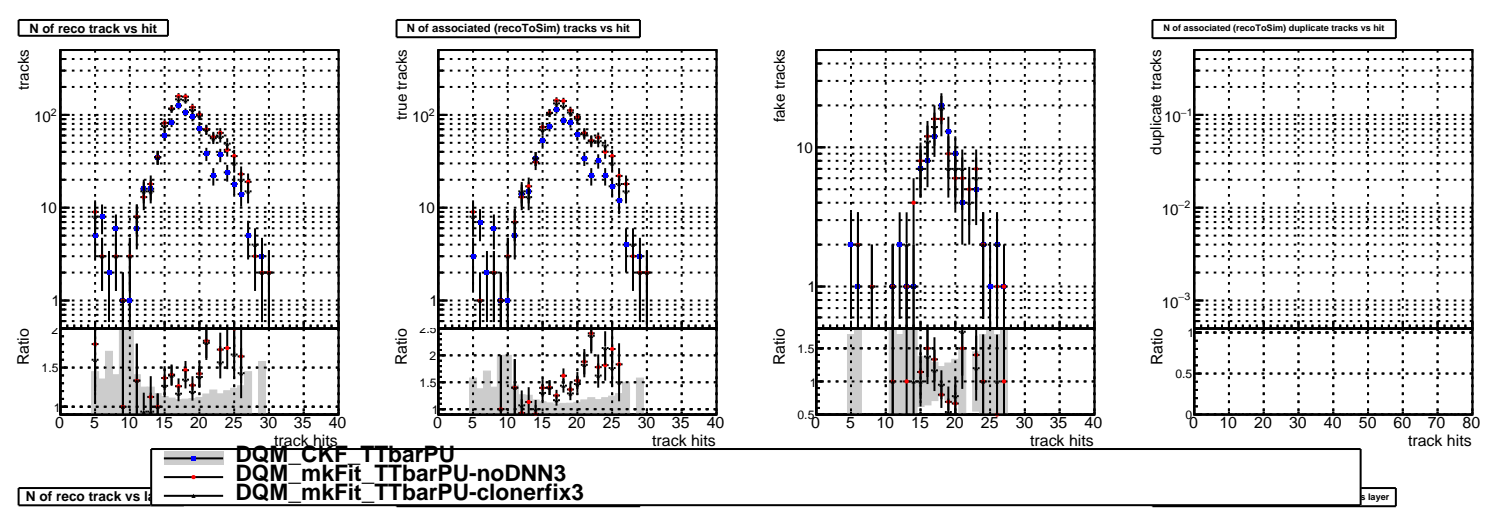 N of reco track vs hit
N of associated (recoToSim) tracks vs hit
N of associated (recoToSim) duplicate tracks vs hit
tracks
10²
10
1
Ratio
2
1.5
1
0 5 10 15 20 25 30 35 40
track hits
true tracks
10²
10
1
Ratio
2.5
2
1.5
1
0 5 10 15 20 25 30 35 40
track hits
fake tracks
10
1
Ratio
1.5
1
0.5
0 5 10 15 20 25 30 35 40
track hits
duplicate tracks
10⁻¹
10⁻²
10⁻³
Ratio
1
0.5
0
0 10 20 30 40 50 60 70 80
track hits
DQM_CKF_TTbarPU
DQM_mkFit_TTbarPU-noDNN3
DQM_mkFit_TTbarPU-clonerfix3
N of reco track vs la
s layer